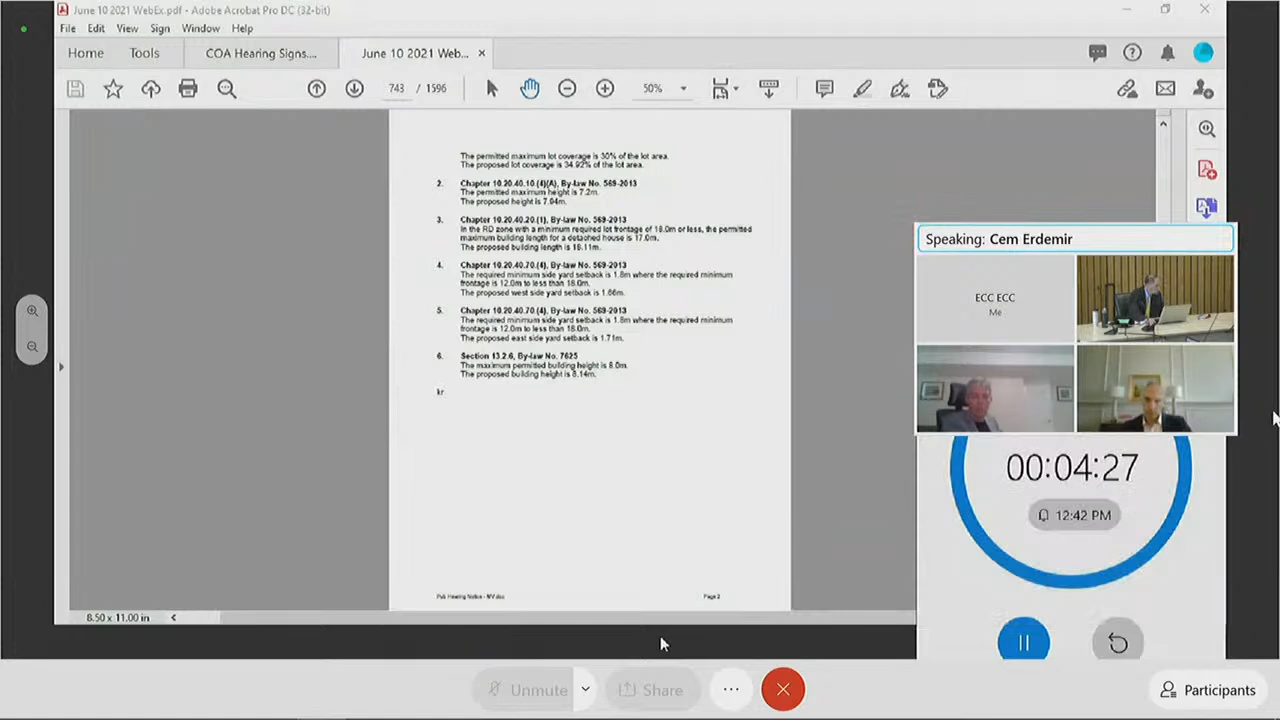 June 10 2021 WebEx.pdf - Adobe Acrobat Pro DC (32-bit)
File Edit View Sign Window Help
Home Tools COA Hearing Signs.... June 10 2021 Web... ×
743 / 1596 50%
The permitted maximum lot coverage is 30% of the lot area.
The proposed lot coverage is 34.92% of the lot area.
2. Chapter 10.20.40.10.(4)(A), By-law No. 569-2013
The permitted maximum height is 7.2m.
The proposed height is 7.94m.
3. Chapter 10.20.40.20.(1), By-law No. 569-2013
In the RD zone with a minimum required lot frontage of 18.0m or less, the permitted
maximum building length for a detached house is 17.0m.
The proposed building length is 18.11m.
4. Chapter 10.20.40.70.(4), By-law No. 569-2013
The required minimum side yard setback is 1.8m where the required minimum
frontage is 12.0m to less than 18.0m.
The proposed west side yard setback is 1.66m.
5. Chapter 10.20.40.70.(4), By-law No. 569-2013
The required minimum side yard setback is 1.8m where the required minimum
frontage is 12.0m to less than 18.0m.
The proposed east side yard setback is 1.71m.
6. Section 13.2.6, By-law No. 7625
The maximum permitted building height is 8.0m.
The proposed building height is 8.14m.
kr
Pub Hearing Notice - MV.doc Page 2
8.50 x 11.00 in
Speaking: Cem Erdemir
ECC ECC
Me
00:04:27
12:42 PM
Unmute Share Participants